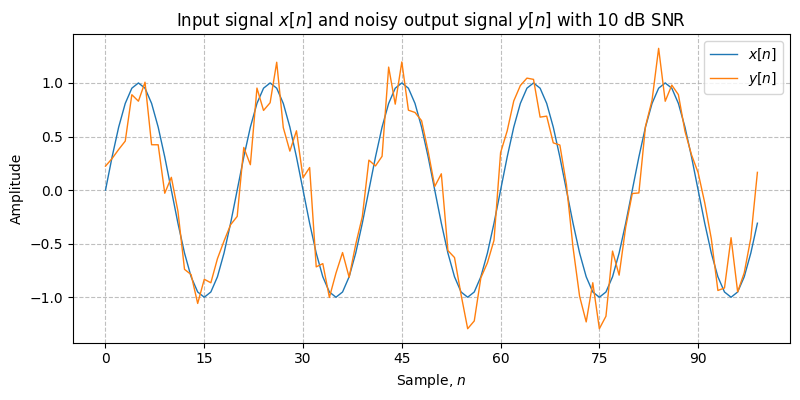 Input signal x[n] and noisy output signal y[n] with 10 dB SNR
x[n]
y[n]
Amplitude
1.0
0.5
0.0
−0.5
−1.0
0 15 30 45 60 75 90
Sample, n